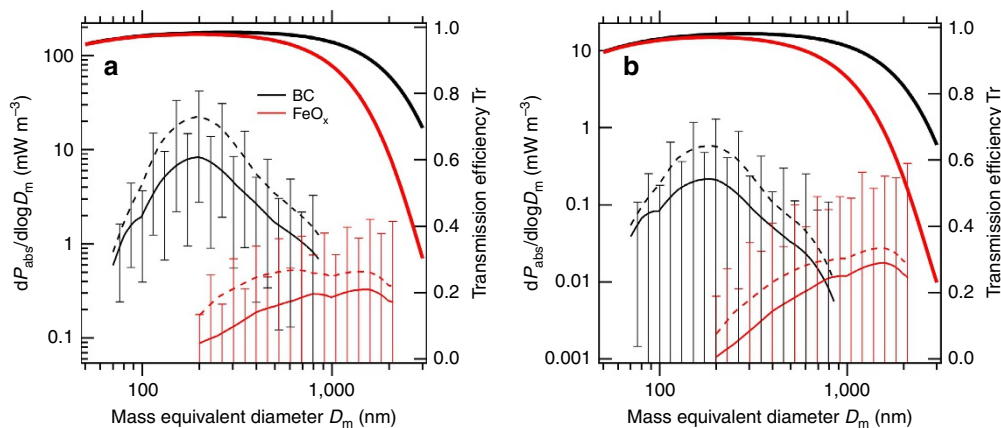 a
BC
FeOx
100
10
1
0.1
dPabs/dlogDm (mW m−3)
1.0
0.8
0.6
0.4
0.2
0.0
Transmission efficiency Tr
100
1,000
Mass equivalent diameter Dm (nm)
b
10
1
0.1
0.01
0.001
dPabs/dlogDm (mW m−3)
1.0
0.8
0.6
0.4
0.2
0.0
Transmission efficiency Tr
100
1,000
Mass equivalent diameter Dm (nm)